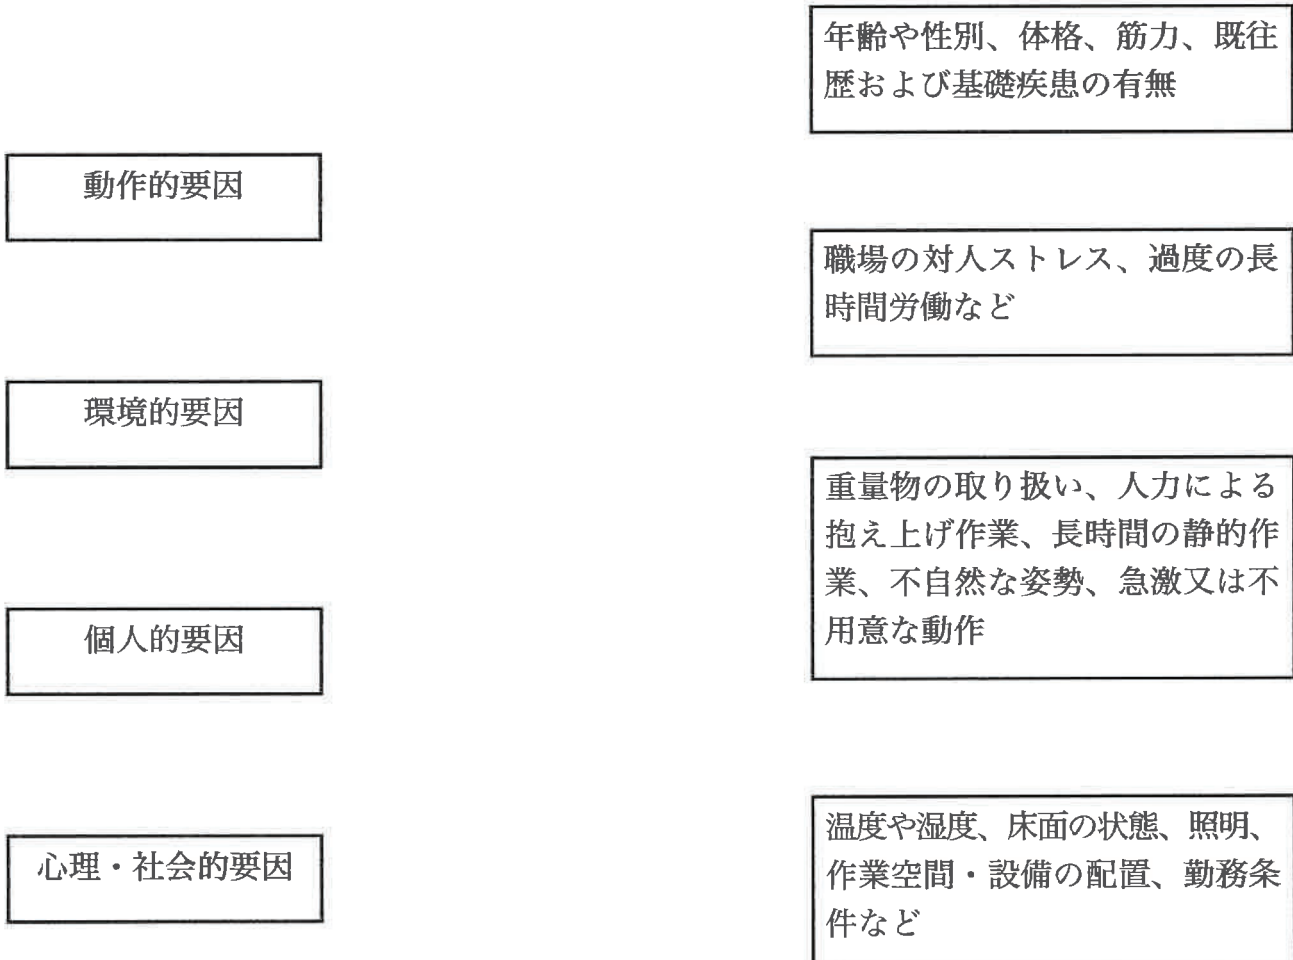 動作的要因
環境的要因
個人的要因
心理・社会的要因
年齢や性別、体格、筋力、既往
歴および基礎疾患の有無
職場の対人ストレス、過度の長
時間労働など
重量物の取り扱い、人力による
抱え上げ作業、長時間の静的作
業、不自然な姿勢、急激又は不
用意な動作
温度や湿度、床面の状態、照明、
作業空間・設備の配置、勤務条
件など